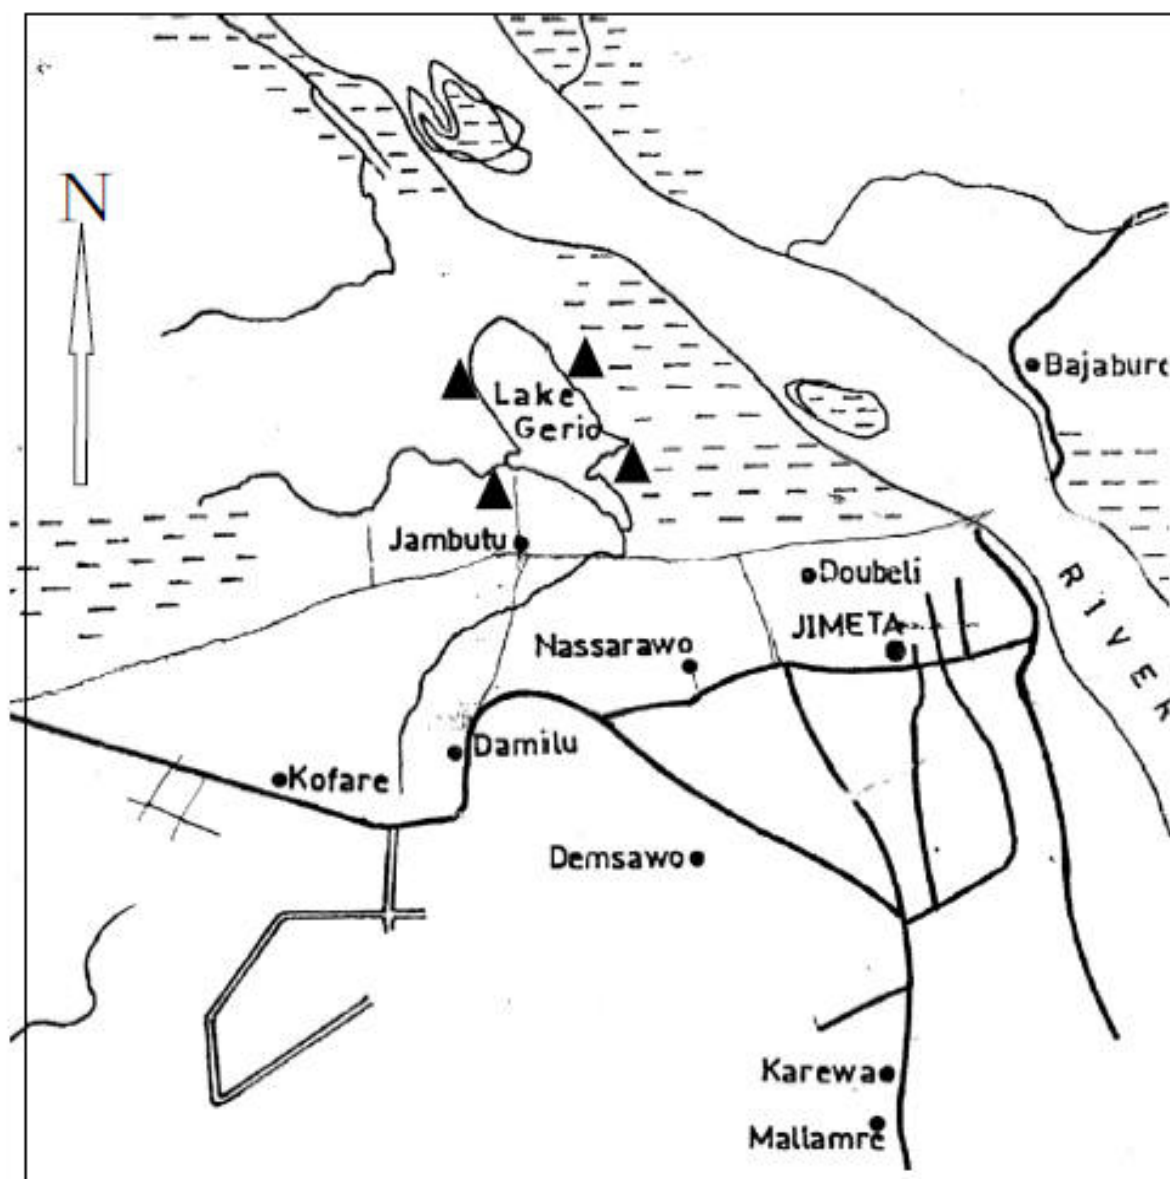 N
Bajabure
Lake
Gerio
Jambutu
Doubeli
JIMETA
Nassarawo
RIVER
Damilu
Kofare
Demsawo
Karewa
Mallamre